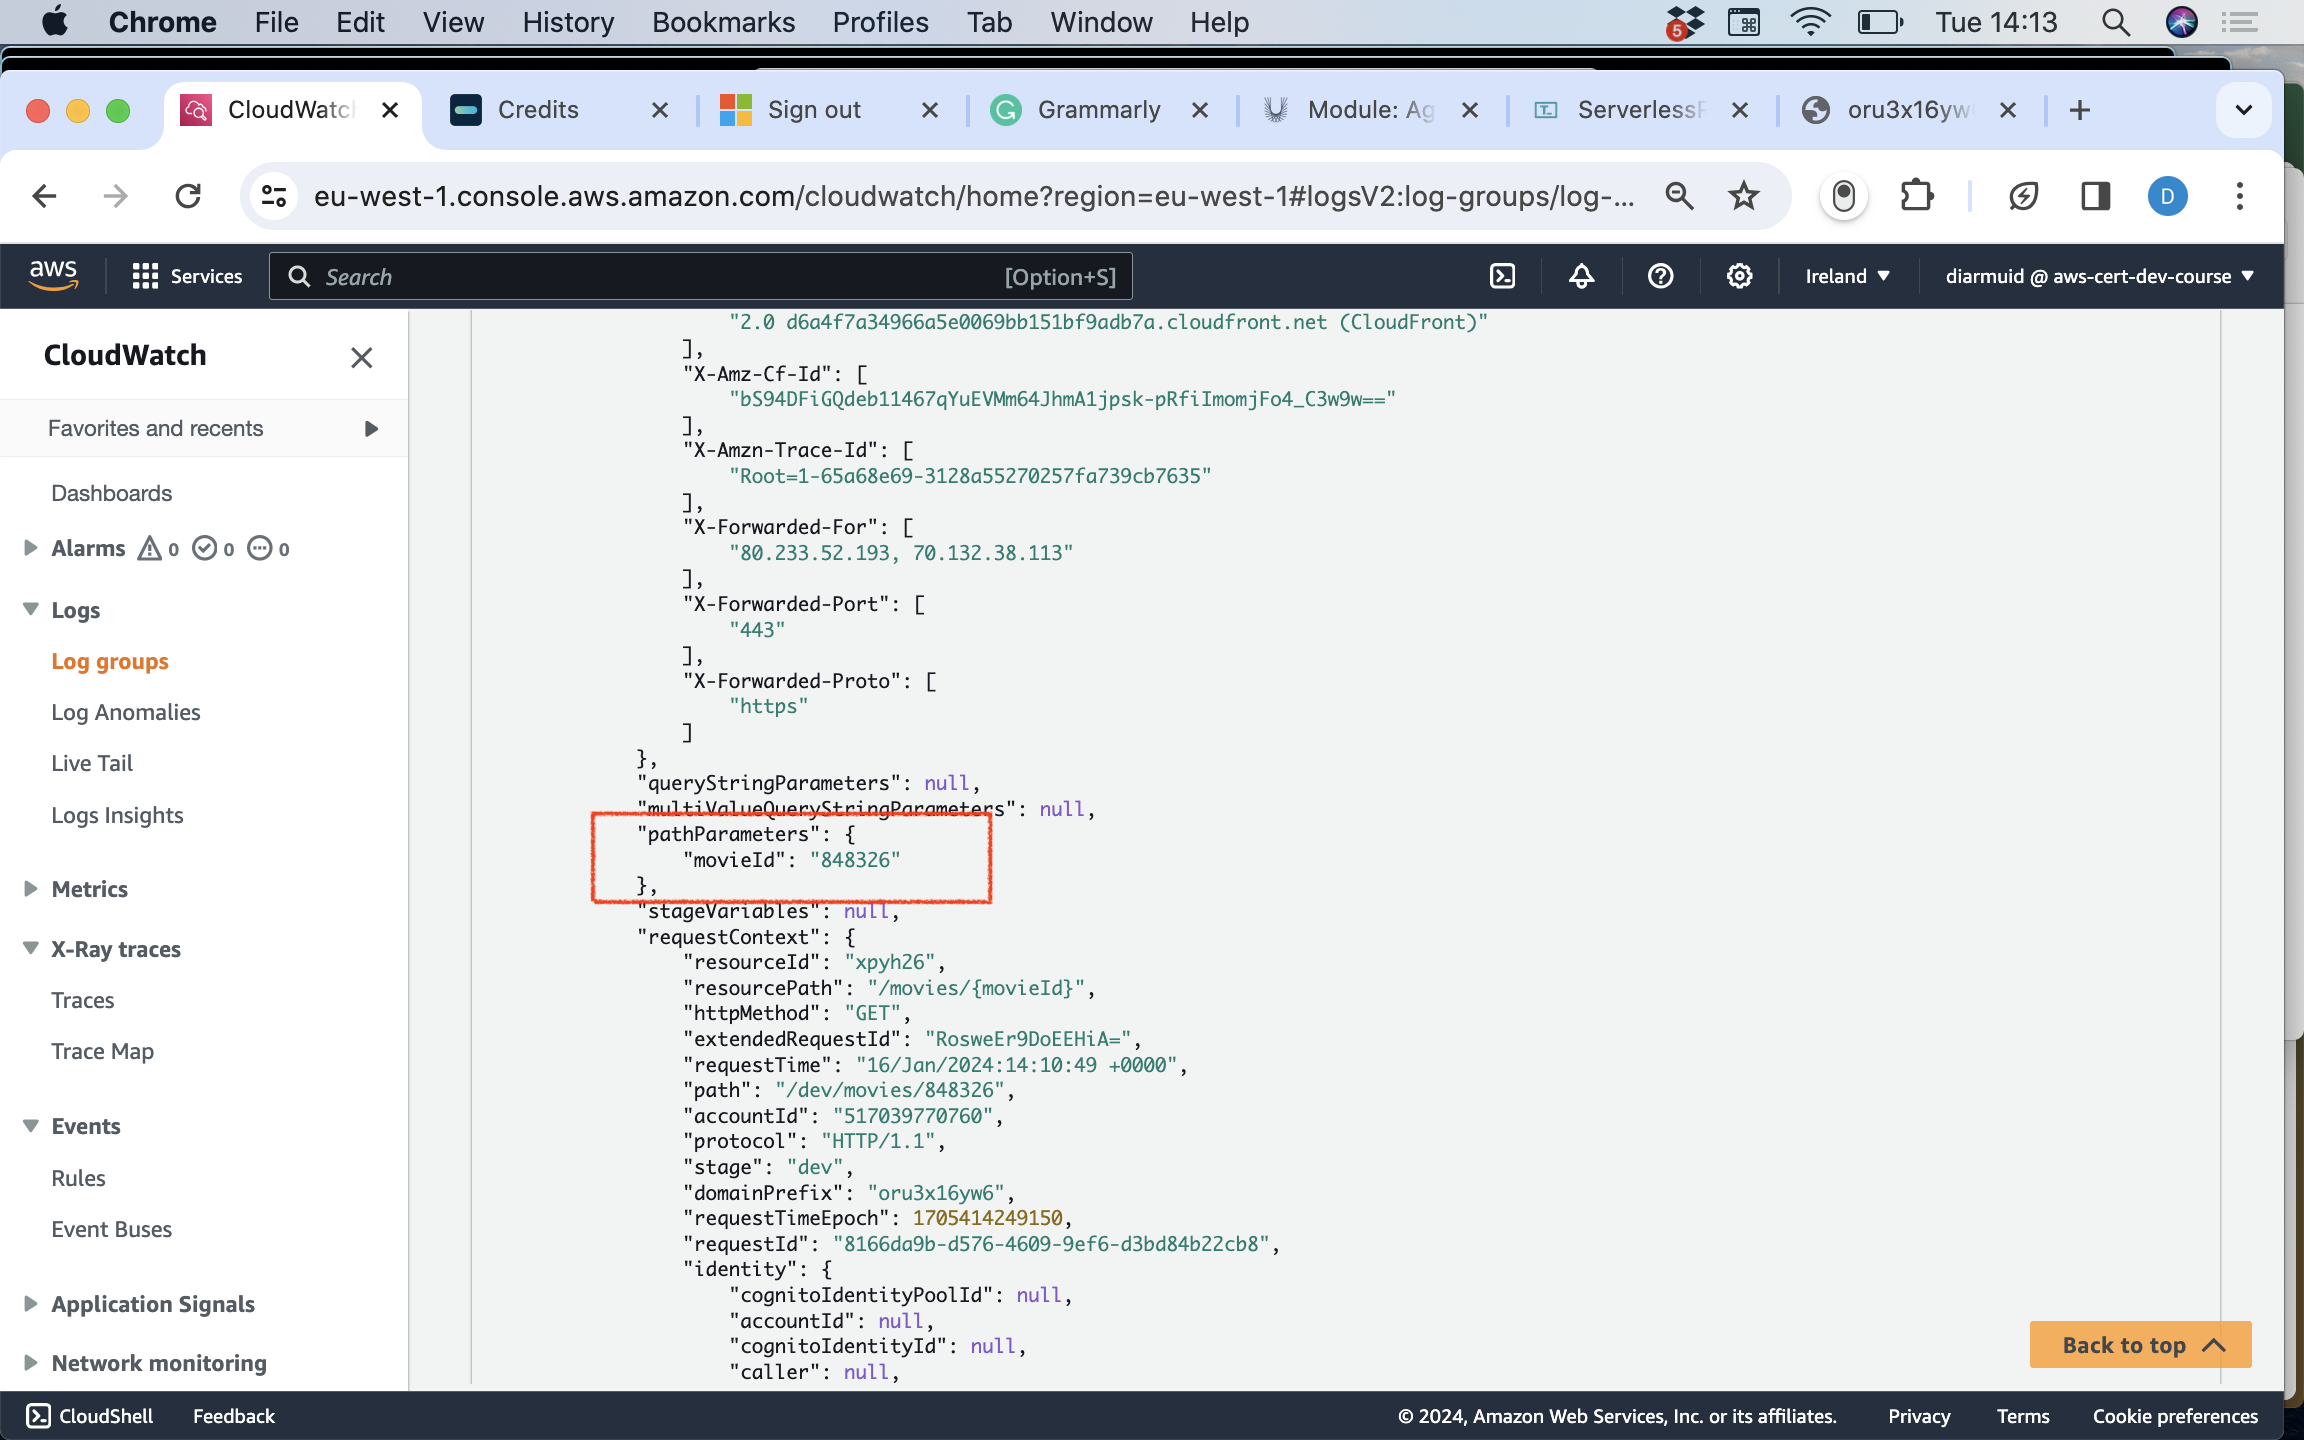 Chrome File Edit View History Bookmarks Profiles Tab Window Help 5 Tue 14:13
CloudWatch Credits Sign out Grammarly Module: Ag ServerlessP oru3x16yw
eu-west-1.console.aws.amazon.com/cloudwatch/home?region=eu-west-1#logsV2:log-groups/log-... D
aws Services Search [Option+S] Ireland diarmuid @ aws-cert-dev-course
CloudWatch
Favorites and recents
Dashboards
Alarms 0 0 0
Logs
Log groups
Log Anomalies
Live Tail
Logs Insights
Metrics
X-Ray traces
Traces
Trace Map
Events
Rules
Event Buses
Application Signals
Network monitoring
"2.0 d6a4f7a34966a5e0069bb151bf9adb7a.cloudfront.net (CloudFront)"
],
"X-Amz-Cf-Id": [
"bS94DFiGQdeb11467qYuEVMm64JhmA1jpsk-pRfiImomjFo4_C3w9w=="
],
"X-Amzn-Trace-Id": [
"Root=1-65a68e69-3128a55270257fa739cb7635"
],
"X-Forwarded-For": [
"80.233.52.193, 70.132.38.113"
],
"X-Forwarded-Port": [
"443"
],
"X-Forwarded-Proto": [
"https"
]
},
"queryStringParameters": null,
"multiValueQueryStringParameters": null,
"pathParameters": {
"movieId": "848326"
},
"stageVariables": null,
"requestContext": {
"resourceId": "xpyh26",
"resourcePath": "/movies/{movieId}",
"httpMethod": "GET",
"extendedRequestId": "RosweEr9DoEEHiA=",
"requestTime": "16/Jan/2024:14:10:49 +0000",
"path": "/dev/movies/848326",
"accountId": "517039770760",
"protocol": "HTTP/1.1",
"stage": "dev",
"domainPrefix": "oru3x16yw6",
"requestTimeEpoch": 1705414249150,
"requestId": "8166da9b-d576-4609-9ef6-d3bd84b22cb8",
"identity": {
"cognitoIdentityPoolId": null,
"accountId": null,
"cognitoIdentityId": null,
"caller": null,
Back to top
CloudShell Feedback © 2024, Amazon Web Services, Inc. or its affiliates. Privacy Terms Cookie preferences